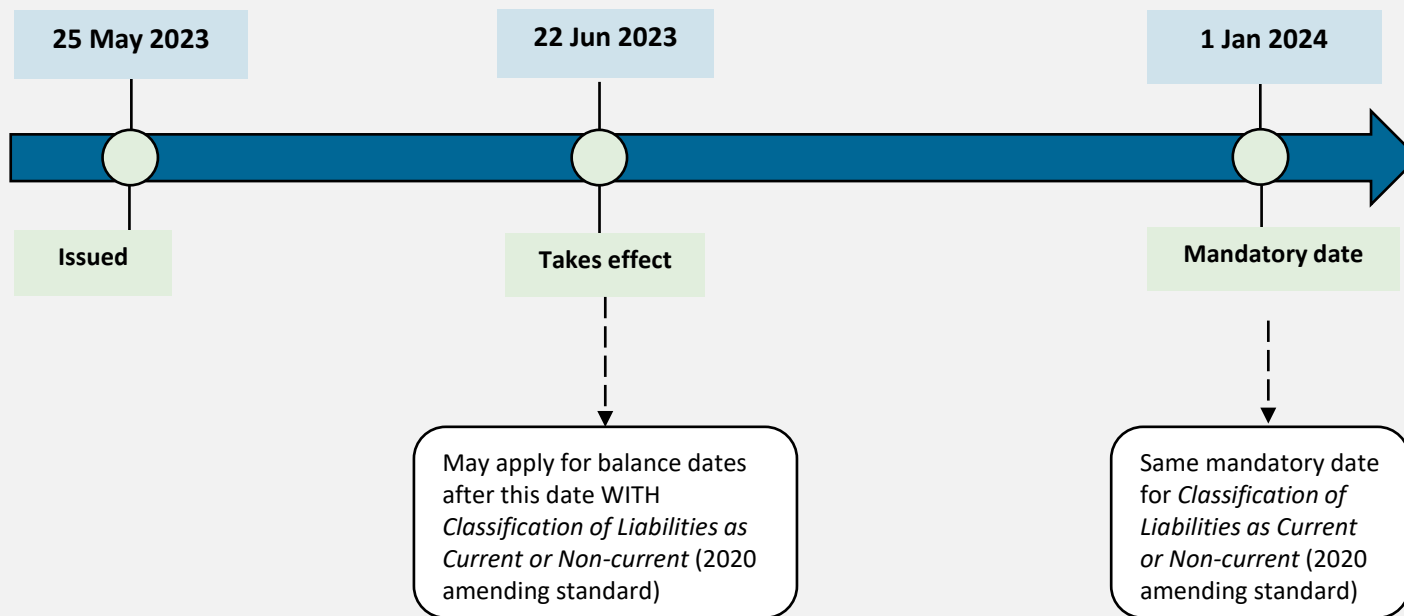 25 May 2023
22 Jun 2023
1 Jan 2024
Issued
Takes effect
Mandatory date
May apply for balance dates
after this date WITH
Classification of Liabilities as
Current or Non-current (2020
amending standard)
Same mandatory date
for Classification of
Liabilities as Current
or Non-current (2020
amending standard)